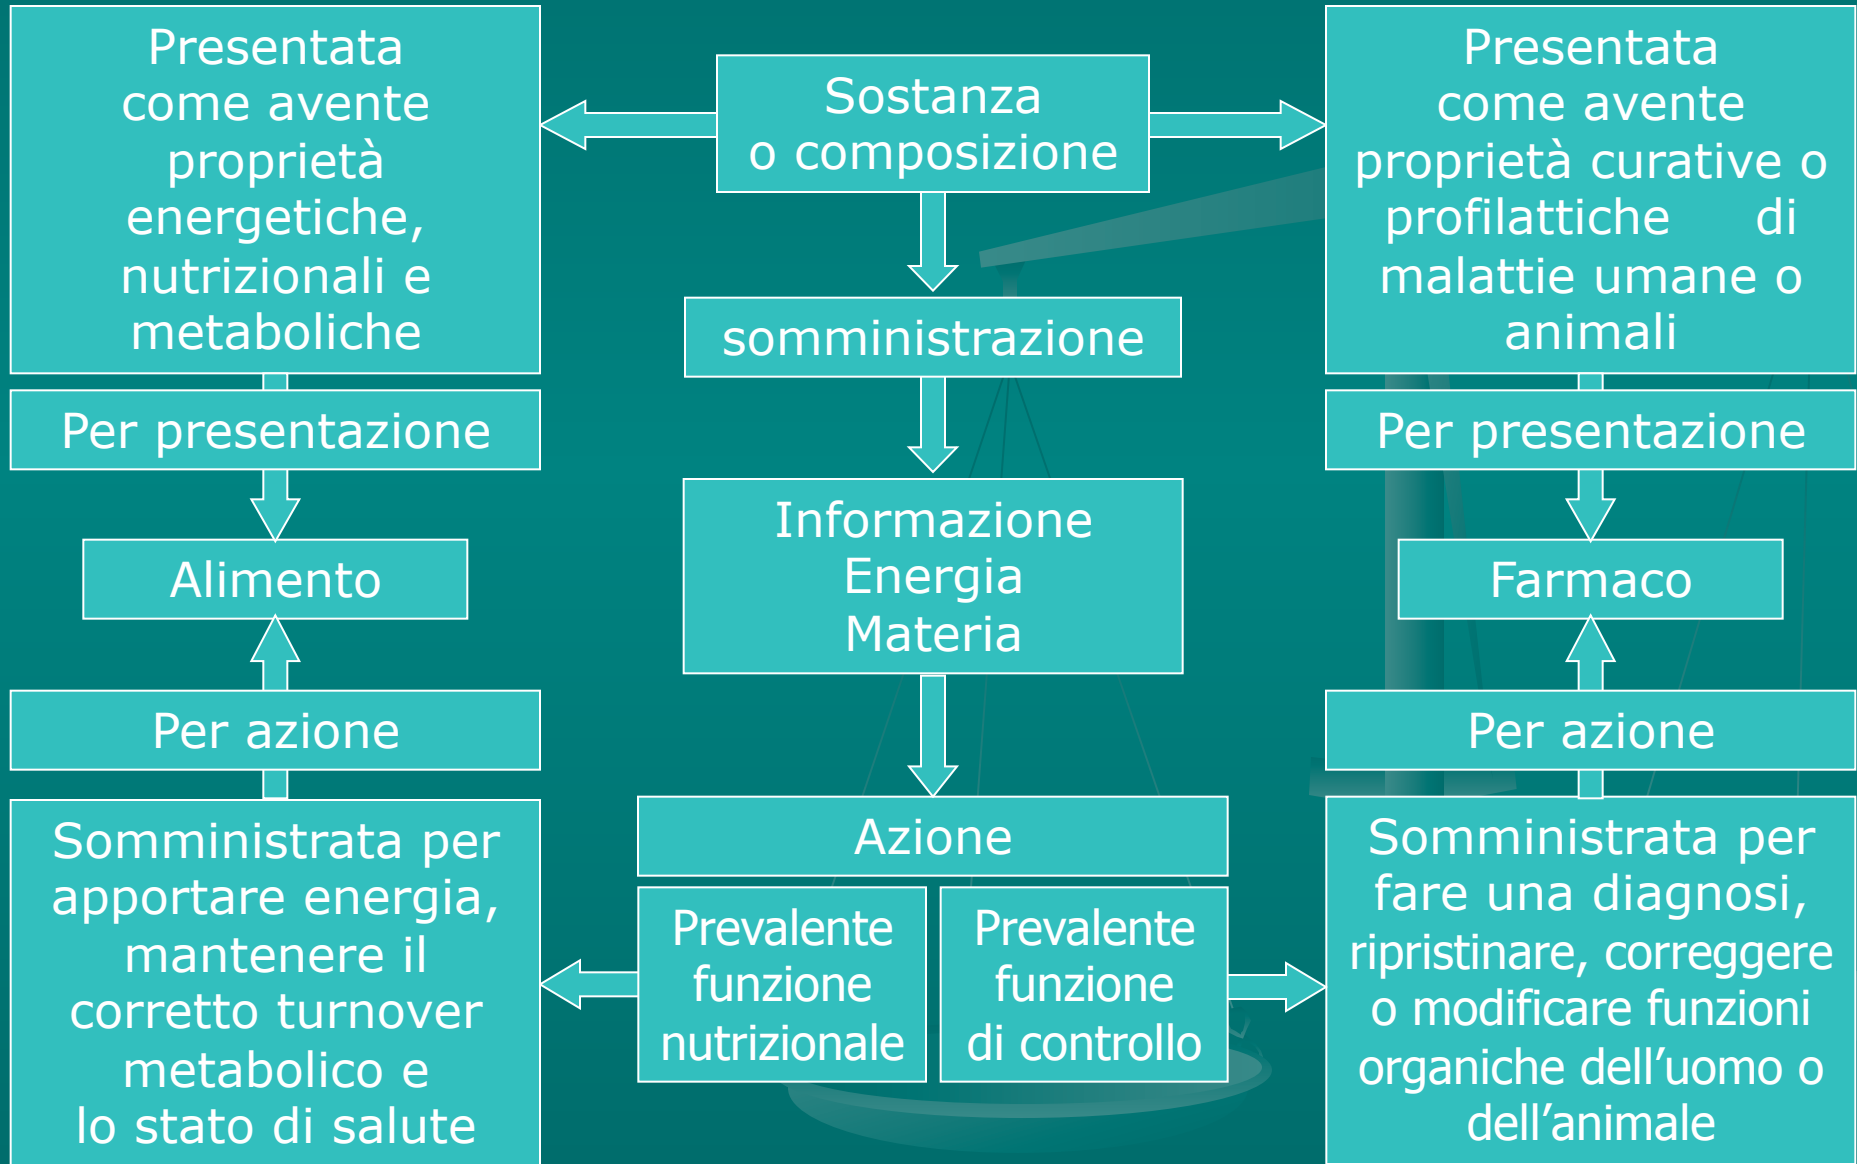 Presentata
come avente
proprietà
energetiche,
nutrizionali e
metaboliche
Per presentazione
Alimento
Per azione
Somministrata per
apportare energia,
mantenere il
corretto turnover
metabolico e
lo stato di salute
Sostanza
o composizione
somministrazione
Informazione
Energia
Materia
Azione
Prevalente
funzione
nutrizionale
Prevalente
funzione
di controllo
Presentata
come avente
proprietà curative o
profilattiche di
malattie umane o
animali
Per presentazione
Farmaco
Per azione
Somministrata per
fare una diagnosi,
ripristinare, correggere
o modificare funzioni
organiche dell’uomo o
dell’animale